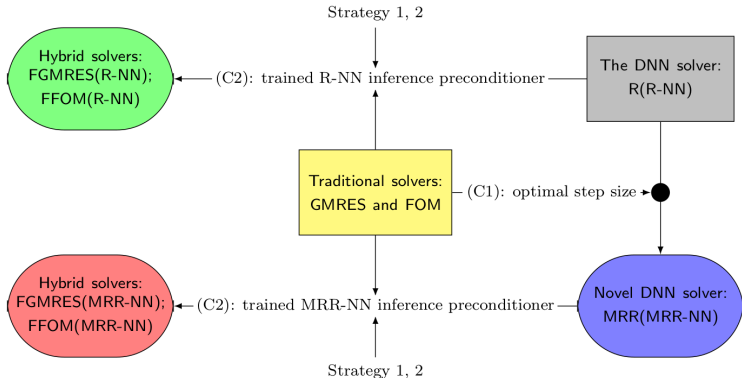 Strategy 1, 2
Hybrid solvers:
FGMRES(R-NN);
FFOM(R-NN)
(C2): trained R-NN inference preconditioner
The DNN solver:
R(R-NN)
Traditional solvers:
GMRES and FOM
(C1): optimal step size
Hybrid solvers:
FGMRES(MRR-NN);
FFOM(MRR-NN)
(C2): trained MRR-NN inference preconditioner
Novel DNN solver:
MRR(MRR-NN)
Strategy 1, 2